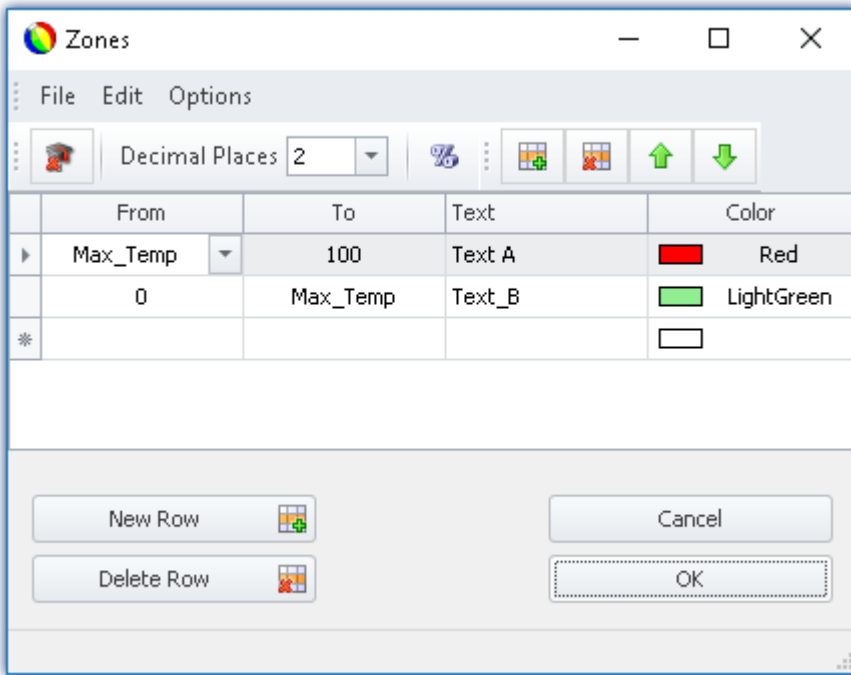 Zones
File Edit Options
Decimal Places 2
From To Text Color
Max_Temp 100 Text A Red
0 Max_Temp Text_B LightGreen
New Row Cancel
Delete Row OK